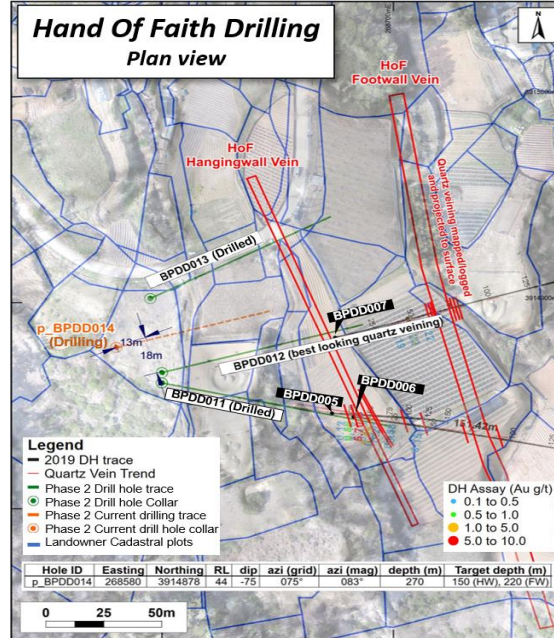 Hand Of Faith Drilling
Plan view
N
HoF
Footwall Vein
HoF
Hangingwall Vein
Quartz veining mapped/logged
and projected to surface
BPDD013 (Drilled)
p_BPDD014
(Drilling)
13m
18m
BPDD007
BPDD012 (best looking quartz veining)
BPDD006
BPDD005
BPDD011 (Drilled)
151.42m
100
125
125
Legend
2019 DH trace
Quartz Vein Trend
Phase 2 Drill hole trace
Phase 2 Drill hole Collar
Phase 2 Current drilling trace
Phase 2 Current drill hole collar
Landowner Cadastral plots
DH Assay (Au g/t)
0.1 to 0.5
0.5 to 1.0
1.0 to 5.0
5.0 to 10.0
Hole ID Easting Northing RL dip azi (grid) azi (mag) depth (m) Target depth (m)
p_BPDD014 268580 3914878 44 -75 075° 083° 270 150 (HW), 220 (FW)
0 25 50m